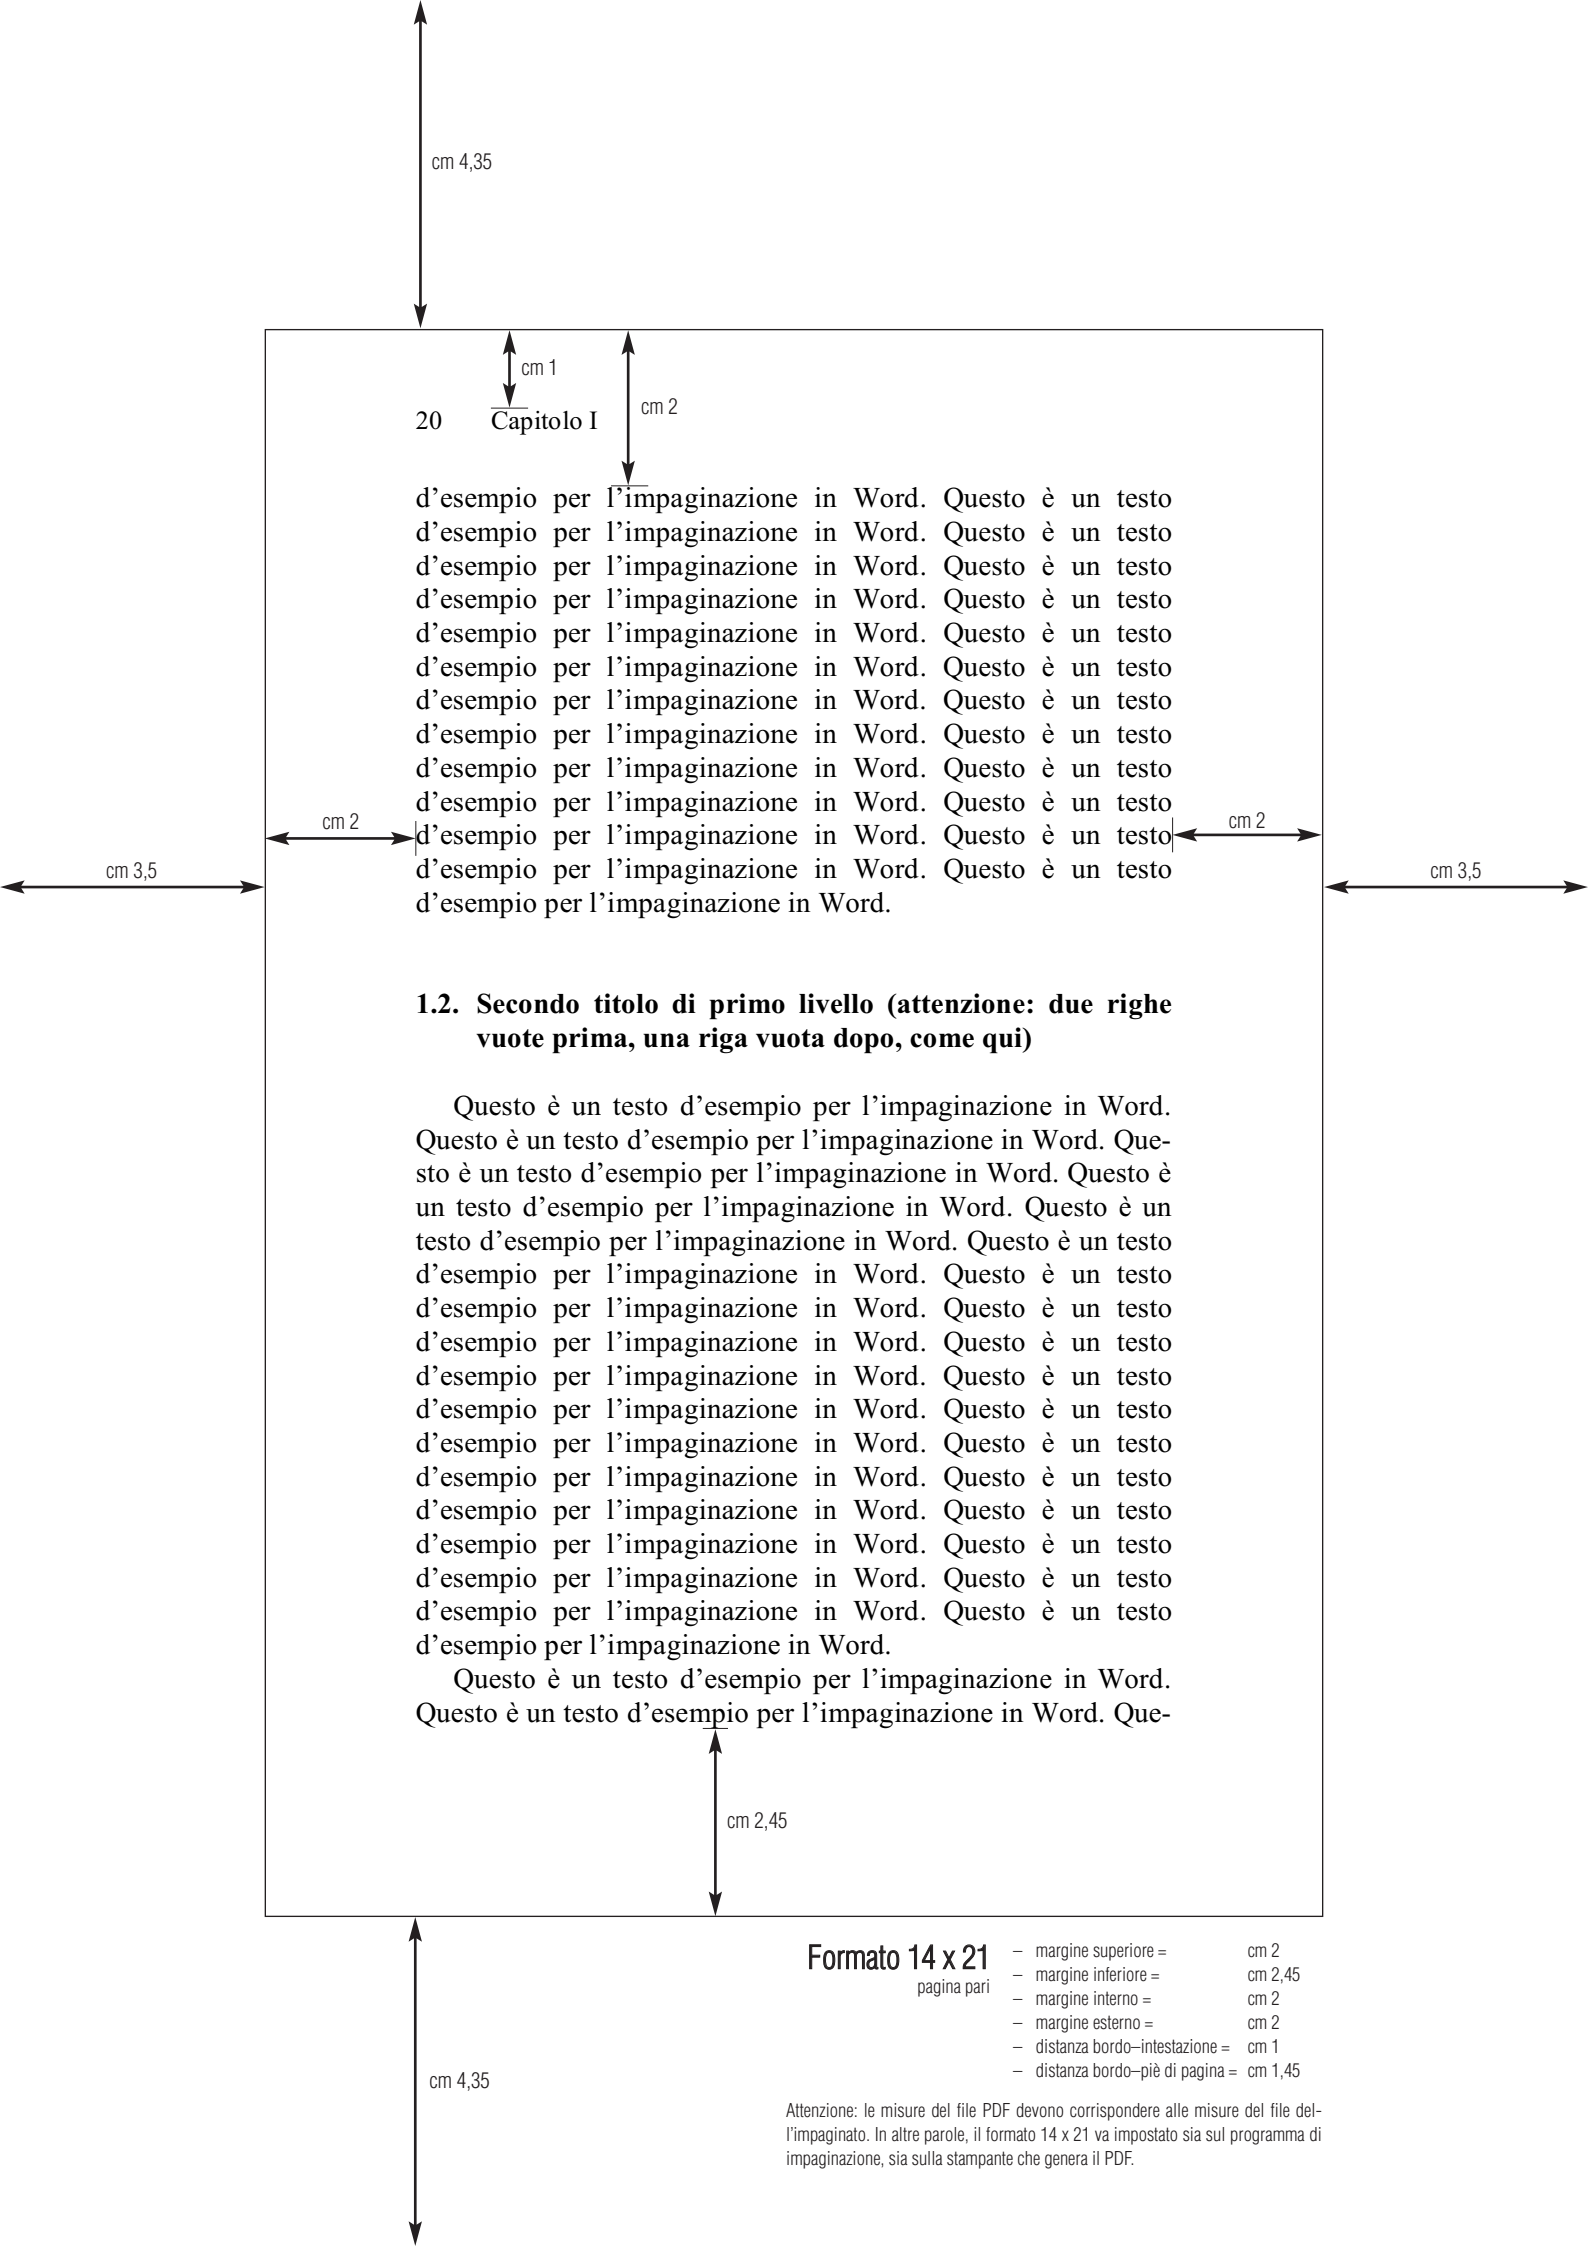 cm 4,35
cm 1
cm 2
20 Capitolo I
d’esempio per l’impaginazione in Word. Questo è un testo
d’esempio per l’impaginazione in Word. Questo è un testo
d’esempio per l’impaginazione in Word. Questo è un testo
d’esempio per l’impaginazione in Word. Questo è un testo
d’esempio per l’impaginazione in Word. Questo è un testo
d’esempio per l’impaginazione in Word. Questo è un testo
d’esempio per l’impaginazione in Word. Questo è un testo
d’esempio per l’impaginazione in Word. Questo è un testo
d’esempio per l’impaginazione in Word. Questo è un testo
d’esempio per l’impaginazione in Word. Questo è un testo
cm 2
d’esempio per l’impaginazione in Word. Questo è un testo
cm 2
cm 3,5
d’esempio per l’impaginazione in Word. Questo è un testo
cm 3,5
d’esempio per l’impaginazione in Word.
1.2. Secondo titolo di primo livello (attenzione: due righe
vuote prima, una riga vuota dopo, come qui)
Questo è un testo d’esempio per l’impaginazione in Word.
Questo è un testo d’esempio per l’impaginazione in Word. Que-
sto è un testo d’esempio per l’impaginazione in Word. Questo è
un testo d’esempio per l’impaginazione in Word. Questo è un
testo d’esempio per l’impaginazione in Word. Questo è un testo
d’esempio per l’impaginazione in Word. Questo è un testo
d’esempio per l’impaginazione in Word. Questo è un testo
d’esempio per l’impaginazione in Word. Questo è un testo
d’esempio per l’impaginazione in Word. Questo è un testo
d’esempio per l’impaginazione in Word. Questo è un testo
d’esempio per l’impaginazione in Word. Questo è un testo
d’esempio per l’impaginazione in Word. Questo è un testo
d’esempio per l’impaginazione in Word. Questo è un testo
d’esempio per l’impaginazione in Word. Questo è un testo
d’esempio per l’impaginazione in Word. Questo è un testo
d’esempio per l’impaginazione in Word. Questo è un testo
d’esempio per l’impaginazione in Word.
Questo è un testo d’esempio per l’impaginazione in Word.
Questo è un testo d’esempio per l’impaginazione in Word. Que-
cm 2,45
Formato 14 x 21
pagina pari
– margine superiore = cm 2
– margine inferiore = cm 2,45
– margine interno = cm 2
– margine esterno = cm 2
– distanza bordo–intestazione = cm 1
– distanza bordo–piè di pagina = cm 1,45
cm 4,35
Attenzione: le misure del file PDF devono corrispondere alle misure del file del-
l’impaginato. In altre parole, il formato 14 x 21 va impostato sia sul programma di
impaginazione, sia sulla stampante che genera il PDF.